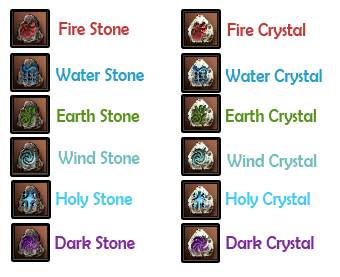 Fire Stone Fire Crystal
Water Stone Water Crystal
Earth Stone Earth Crystal
Wind Stone Wind Crystal
Holy Stone Holy Crystal
Dark Stone Dark Crystal